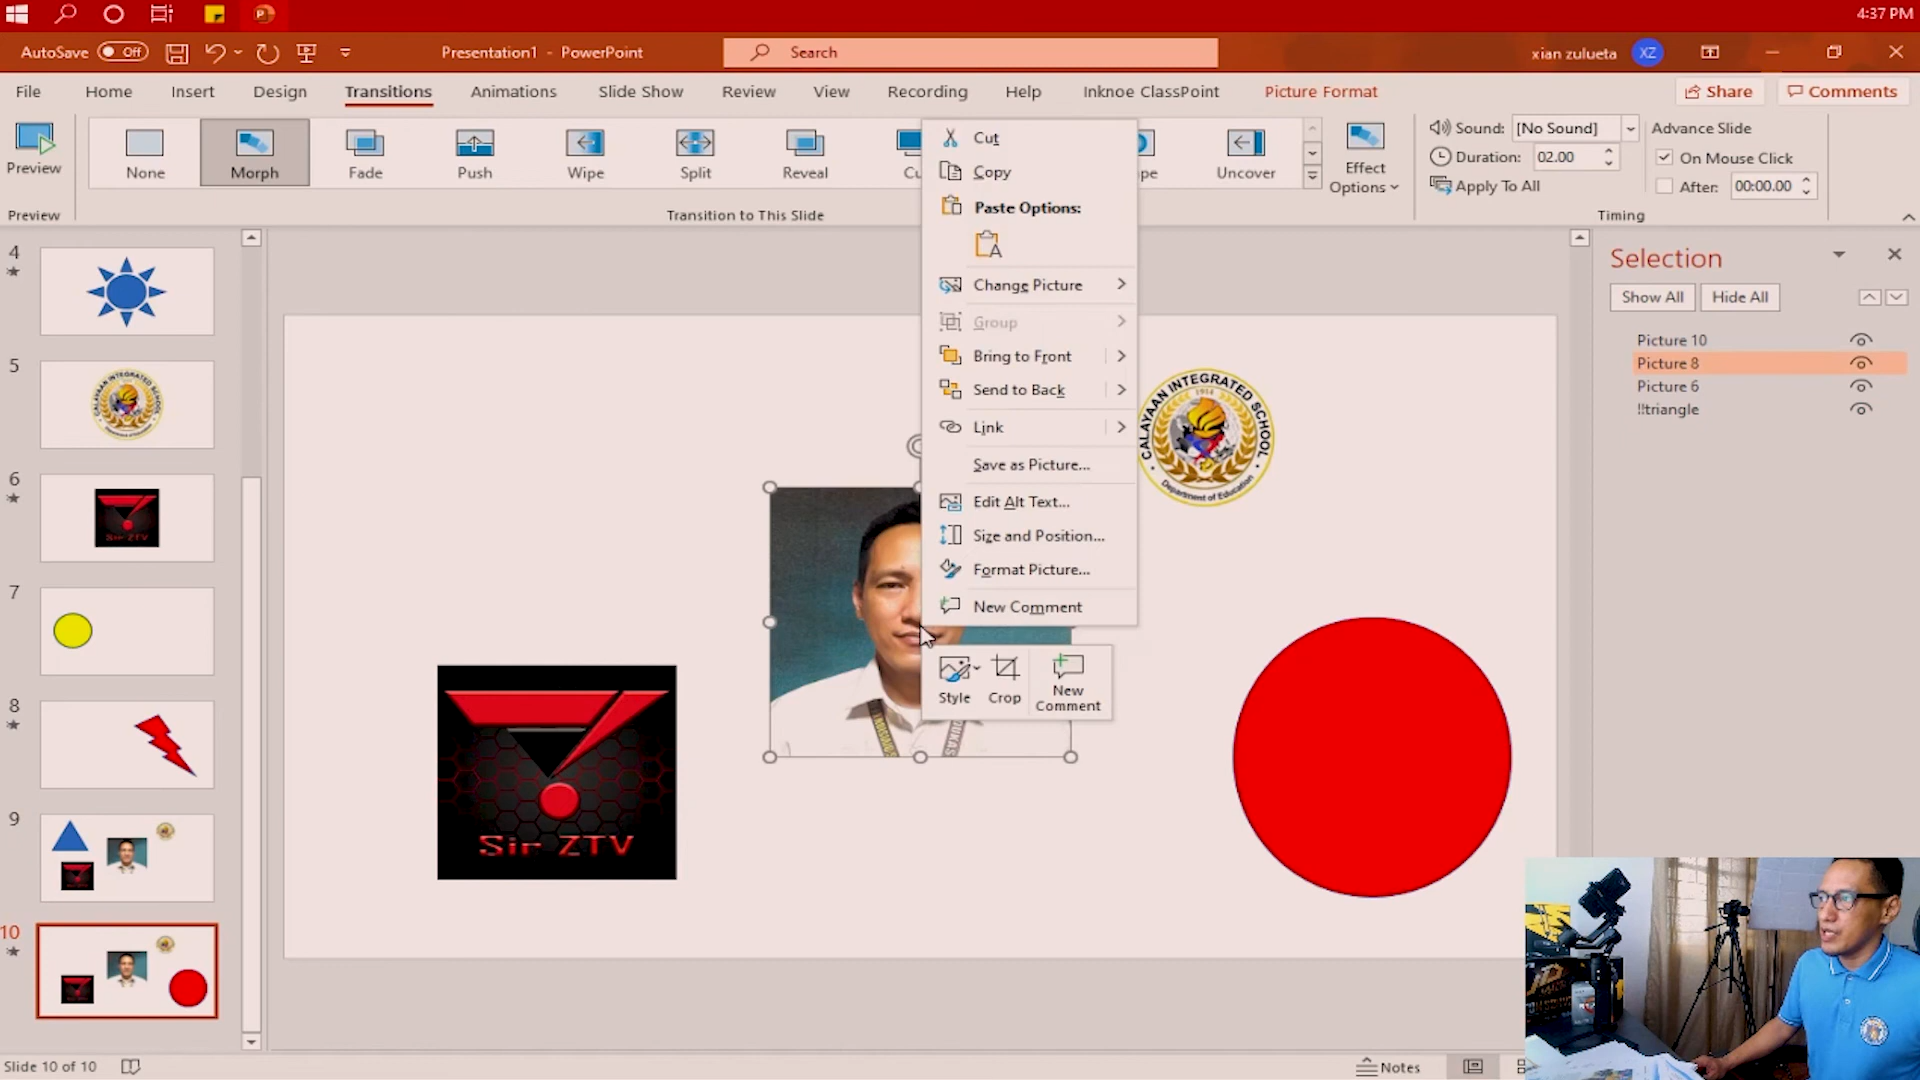 4:37 PM
AutoSave Off
Presentation1 - PowerPoint
Search
xian zulueta XZ
File Home Insert Design Transitions Animations Slide Show Review View Recording Help Inknoe ClassPoint Picture Format
Share Comments
Preview
None
Morph
Fade
Push
Wipe
Split
Reveal
Uncover
Effect Options
Sound: [No Sound]
Duration: 02.00
Apply To All
Advance Slide
On Mouse Click
After: 00:00.00
Preview
Transition to This Slide
Timing
Cut
Copy
Paste Options:
Change Picture
Group
Bring to Front
Send to Back
Link
Save as Picture...
Edit Alt Text...
Size and Position...
Format Picture...
New Comment
Style
Crop
New Comment
Selection
Show All Hide All
Picture 10
Picture 8
Picture 6
!!triangle
4
5
6
7
8
9
10
CALAYAAN INTEGRATED SCHOOL
1914
Department of Education
Sir ZTV
Slide 10 of 10
Notes